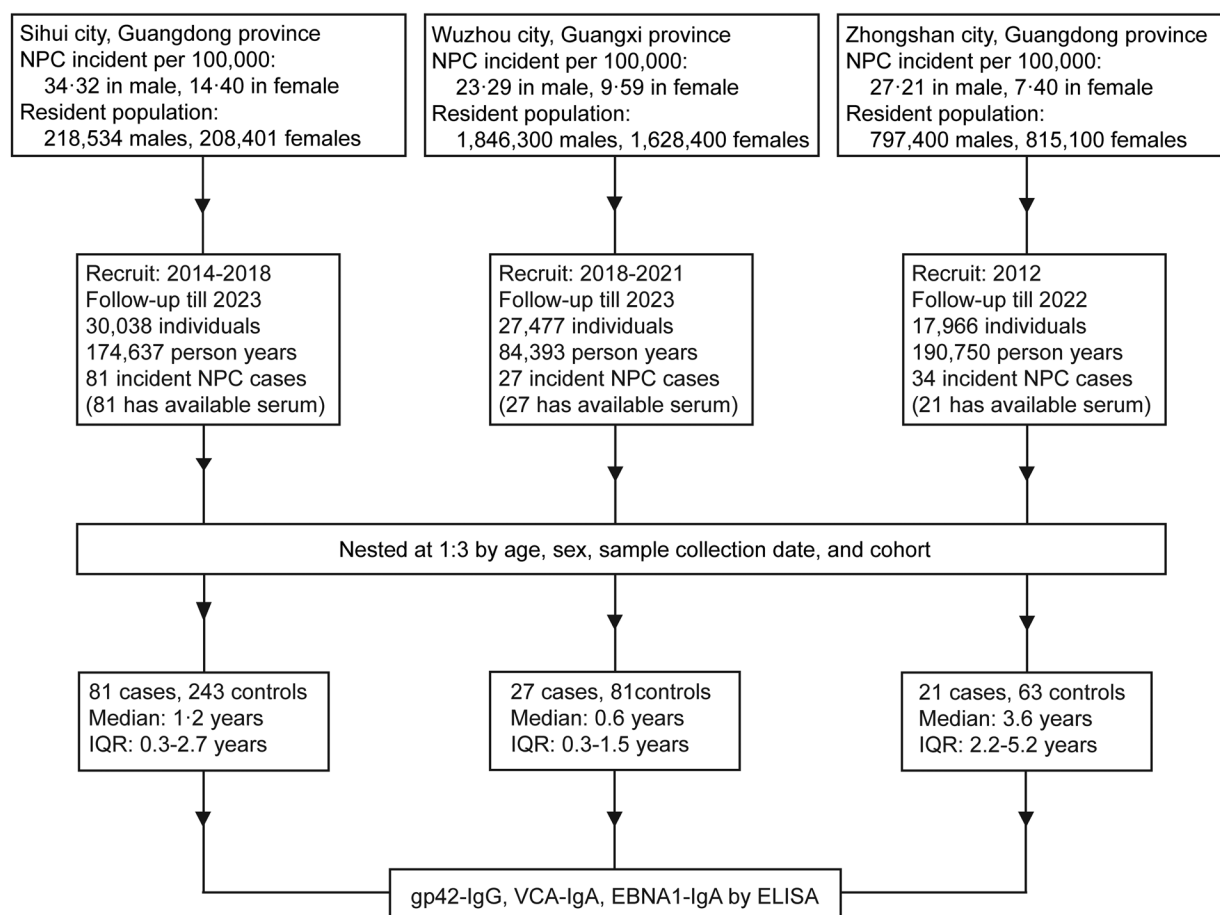 Sihui city, Guangdong province
NPC incident per 100,000:
34·32 in male, 14·40 in female
Resident population:
218,534 males, 208,401 females
Wuzhou city, Guangxi province
NPC incident per 100,000:
23·29 in male, 9·59 in female
Resident population:
1,846,300 males, 1,628,400 females
Zhongshan city, Guangdong province
NPC incident per 100,000:
27·21 in male, 7·40 in female
Resident population:
797,400 males, 815,100 females
Recruit: 2014-2018
Follow-up till 2023
30,038 individuals
174,637 person years
81 incident NPC cases
(81 has available serum)
Recruit: 2018-2021
Follow-up till 2023
27,477 individuals
84,393 person years
27 incident NPC cases
(27 has available serum)
Recruit: 2012
Follow-up till 2022
17,966 individuals
190,750 person years
34 incident NPC cases
(21 has available serum)
Nested at 1:3 by age, sex, sample collection date, and cohort
81 cases, 243 controls
Median: 1·2 years
IQR: 0.3-2.7 years
27 cases, 81controls
Median: 0.6 years
IQR: 0.3-1.5 years
21 cases, 63 controls
Median: 3.6 years
IQR: 2.2-5.2 years
gp42-IgG, VCA-IgA, EBNA1-IgA by ELISA